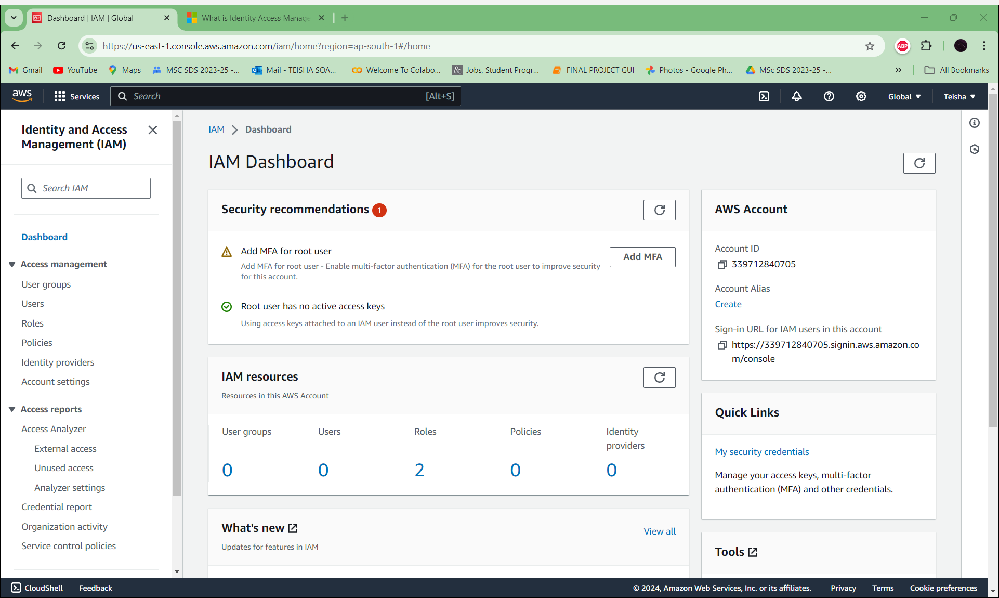 Dashboard | IAM | Global
What is Identity Access Manage
https://us-east-1.console.aws.amazon.com/iam/home?region=ap-south-1#/home
ABP
Gmail
YouTube
Maps
MSC SDS 2023-25 -...
Mail - TEISHA SOA...
Welcome To Colabo...
& Jobs, Student Progr...
FINAL PROJECT GUI
Photos - Google Ph...
MSc SDS 2023-25 -...
All Bookmarks
aws
Services
Search
[Alt+S]
Global
Teisha
Identity and Access
Management (IAM)
Search IAM
Dashboard
Access management
User groups
Users
Roles
Policies
Identity providers
Account settings
Access reports
Access Analyzer
External access
Unused access
Analyzer settings
Credential report
Organization activity
Service control policies
IAM > Dashboard
IAM Dashboard
Security recommendations 1
Add MFA for root user
Add MFA for root user - Enable multi-factor authentication (MFA) for the root user to improve security
for this account.
Add MFA
Root user has no active access keys
Using access keys attached to an IAM user instead of the root user improves security.
IAM resources
Resources in this AWS Account
User groups
0
Users
0
Roles
2
Policies
0
Identity
providers
0
What's new
Updates for features in IAM
View all
AWS Account
Account ID
339712840705
Account Alias
Create
Sign-in URL for IAM users in this account
https://339712840705.signin.aws.amazon.co
m/console
Quick Links
My security credentials
Manage your access keys, multi-factor
authentication (MFA) and other credentials.
Tools
CloudShell
Feedback
© 2024, Amazon Web Services, Inc. or its affiliates.
Privacy
Terms
Cookie preferences